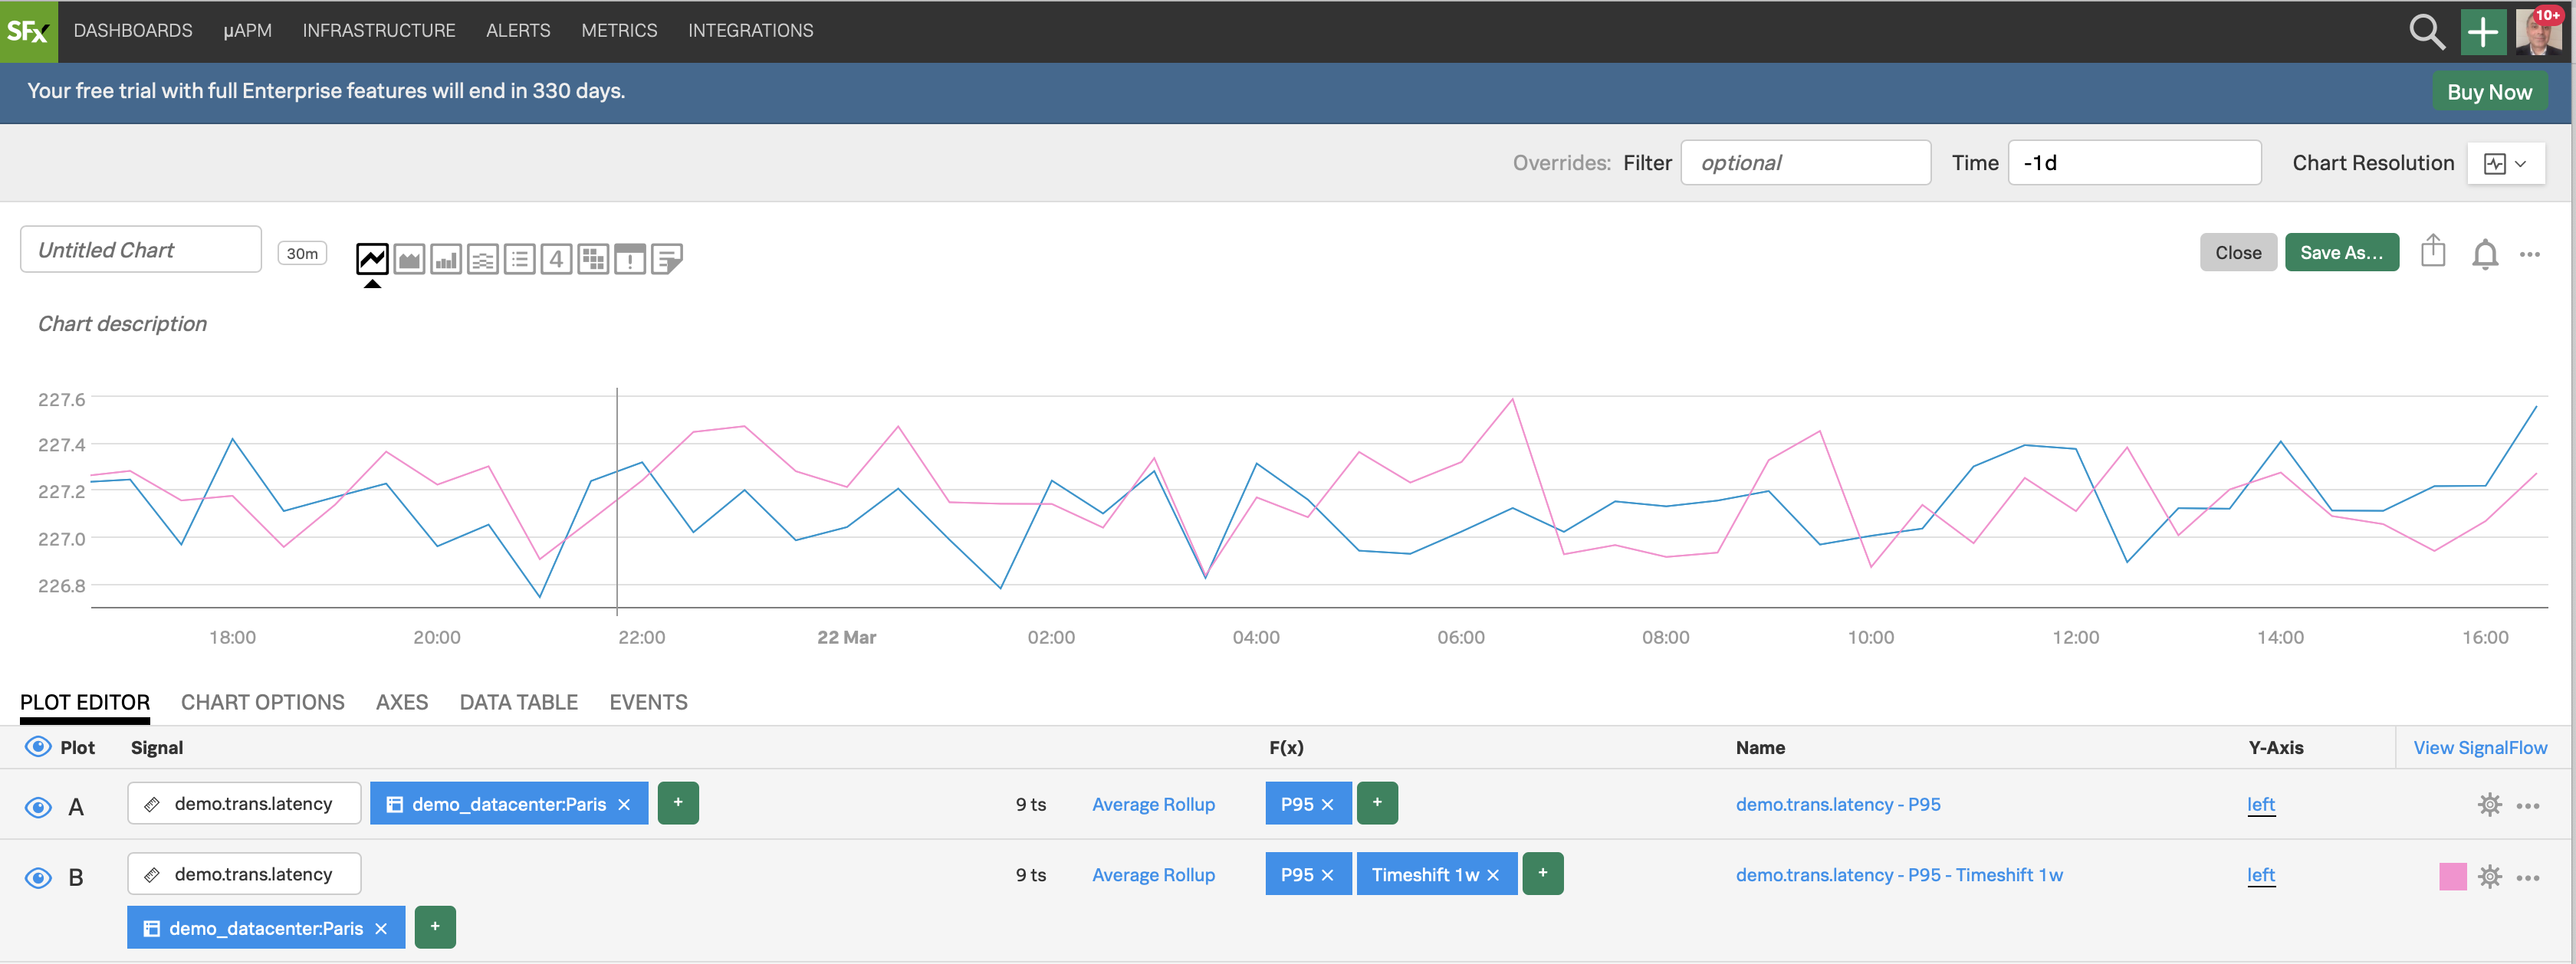 SFx DASHBOARDS µAPM INFRASTRUCTURE ALERTS METRICS INTEGRATIONS 10+
Your free trial with full Enterprise features will end in 330 days. Buy Now
Overrides: Filter optional Time -1d Chart Resolution
Untitled Chart 30m 4 ! Close Save As... ...
Chart description
227.6
227.4
227.2
227.0
226.8
18:00 20:00 22:00 22 Mar 02:00 04:00 06:00 08:00 10:00 12:00 14:00 16:00
PLOT EDITOR CHART OPTIONS AXES DATA TABLE EVENTS
Plot Signal F(x) Name Y-Axis View SignalFlow
A demo.trans.latency demo_datacenter:Paris × + 9 ts Average Rollup P95 × + demo.trans.latency - P95 left ...
B demo.trans.latency 9 ts Average Rollup P95 × Timeshift 1w × + demo.trans.latency - P95 - Timeshift 1w left ...
demo_datacenter:Paris × +